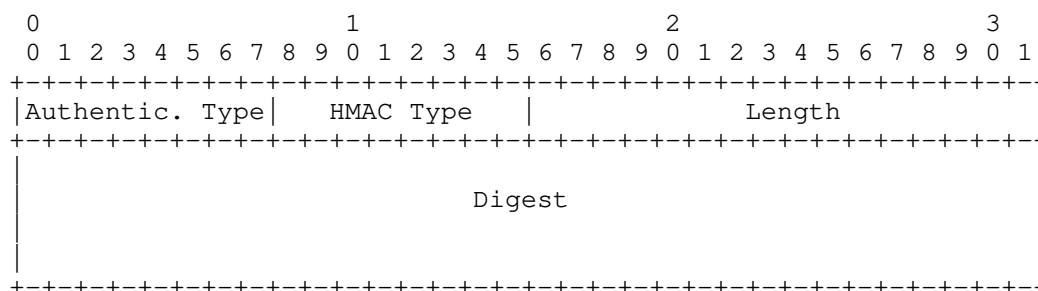 0                   1                   2                   3
0 1 2 3 4 5 6 7 8 9 0 1 2 3 4 5 6 7 8 9 0 1 2 3 4 5 6 7 8 9 0 1
+-+-+-+-+-+-+-+-+-+-+-+-+-+-+-+-+-+-+-+-+-+-+-+-+-+-+-+-+-+-+-+-
|Authentic. Type|   HMAC Type   |             Length
+-+-+-+-+-+-+-+-+-+-+-+-+-+-+-+-+-+-+-+-+-+-+-+-+-+-+-+-+-+-+-+-
|
|                            Digest
|
|
+-+-+-+-+-+-+-+-+-+-+-+-+-+-+-+-+-+-+-+-+-+-+-+-+-+-+-+-+-+-+-+-